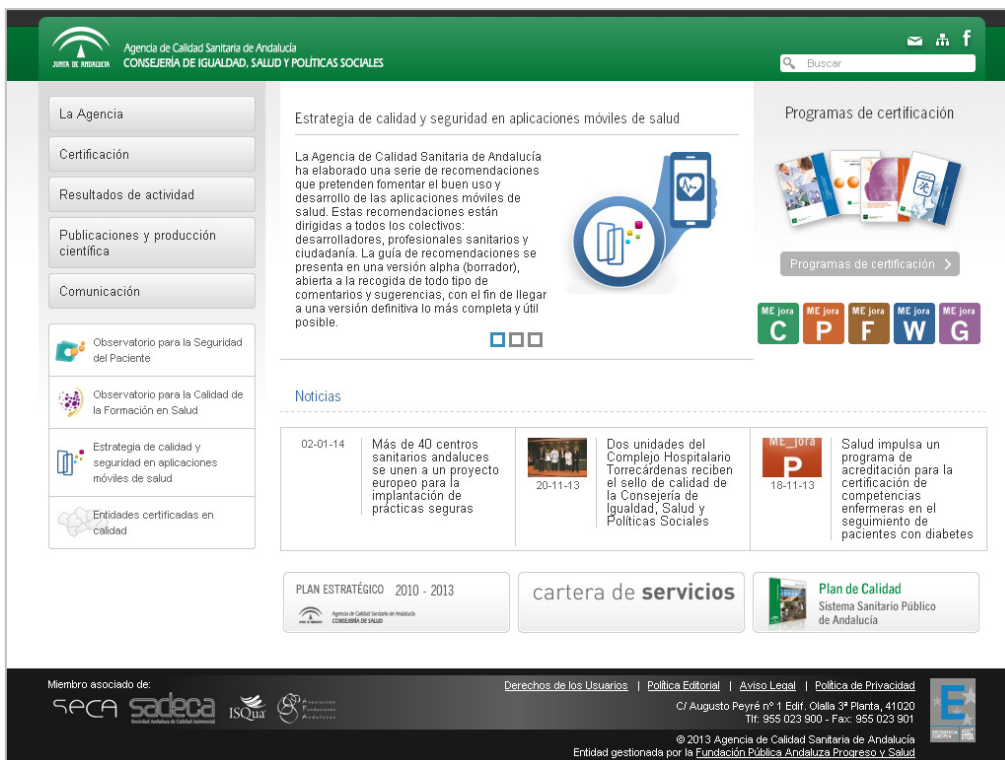 Agencia de Calidad Sanitaria de Andalucía
JUNTA DE ANDALUCIA
CONSEJERÍA DE IGUALDAD, SALUD Y POLÍTICAS SOCIALES
Buscar
La Agencia
Certificación
Resultados de actividad
Publicaciones y producción
científica
Comunicación
Observatorio para la Seguridad
del Paciente
Observatorio para la Calidad de
la Formación en Salud
Estrategia de calidad y
seguridad en aplicaciones
móviles de salud
Entidades certificadas en
calidad
Estrategia de calidad y seguridad en aplicaciones móviles de salud
La Agencia de Calidad Sanitaria de Andalucía
ha elaborado una serie de recomendaciones
que pretenden fomentar el buen uso y
desarrollo de las aplicaciones móviles de
salud. Estas recomendaciones están
dirigidas a todos los colectivos:
desarrolladores, profesionales sanitarios y
ciudadanía. La guía de recomendaciones se
presenta en una versión alpha (borrador),
abierta a la recogida de todo tipo de
comentarios y sugerencias, con el fin de llegar
a una versión definitiva lo más completa y útil
posible.
Programas de certificación
Programas de certificación
ME jora ME jora ME jora ME jora ME jora
C P F W G
Noticias
02-01-14
Más de 40 centros
sanitarios andaluces
se unen a un proyecto
europeo para la
implantación de
prácticas seguras
20-11-13
Dos unidades del
Complejo Hospitalario
Torrecárdenas reciben
el sello de calidad de
la Consejería de
Igualdad, Salud y
Políticas Sociales
ME_jora
P
18-11-13
Salud impulsa un
programa de
acreditación para la
certificación de
competencias
enfermeras en el
seguimiento de
pacientes con diabetes
PLAN ESTRATÉGICO 2010 - 2013
Agencia de Calidad Sanitaria de Andalucía
CONSEJERÍA DE SALUD
cartera de servicios
Plan de Calidad
Sistema Sanitario Público
de Andalucía
Miembro asociado de:
seca sadeca ISQua
Derechos de los Usuarios | Política Editorial | Aviso Legal | Política de Privacidad
C/ Augusto Peyré nº 1 Edif. Olalla 3ª Planta, 41020
Tlf: 955 023 900 - Fax: 955 023 901
© 2013 Agencia de Calidad Sanitaria de Andalucía
Entidad gestionada por la Fundación Pública Andaluza Progreso y Salud